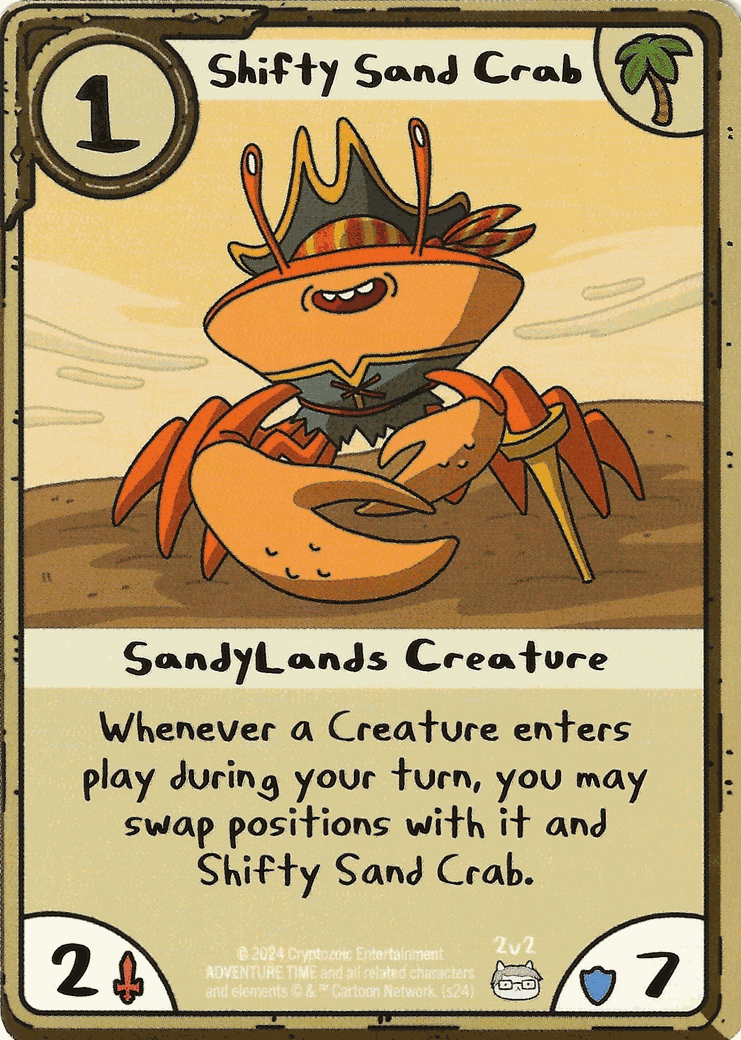 1
Shifty Sand Crab
SandyLands Creature
Whenever a Creature enters
play during your turn, you may
swap positions with it and
Shifty Sand Crab.
2
© 2024 Cryptozoic Entertainment
ADVENTURE TIME and all related characters
and elements © & ™ Cartoon Network. (s24)
2v2
7